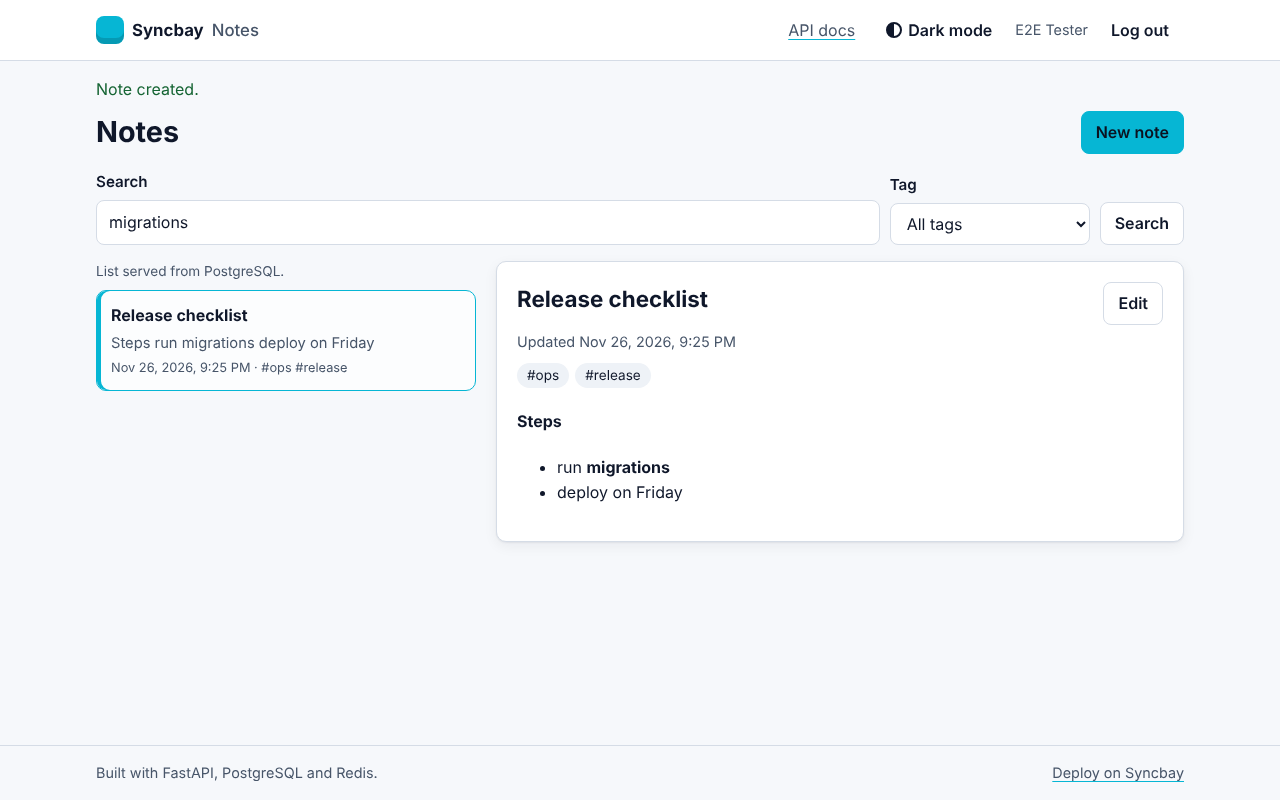 Syncbay Notes
API docs
Dark mode
E2E Tester
Log out
Note created.
Notes
New note
Search
migrations
Tag
All tags
Search
List served from PostgreSQL.
Release checklist
Steps run migrations deploy on Friday
Nov 26, 2026, 9:25 PM · #ops #release
Release checklist
Edit
Updated Nov 26, 2026, 9:25 PM
#ops
#release
Steps
run migrations
deploy on Friday
Built with FastAPI, PostgreSQL and Redis.
Deploy on Syncbay